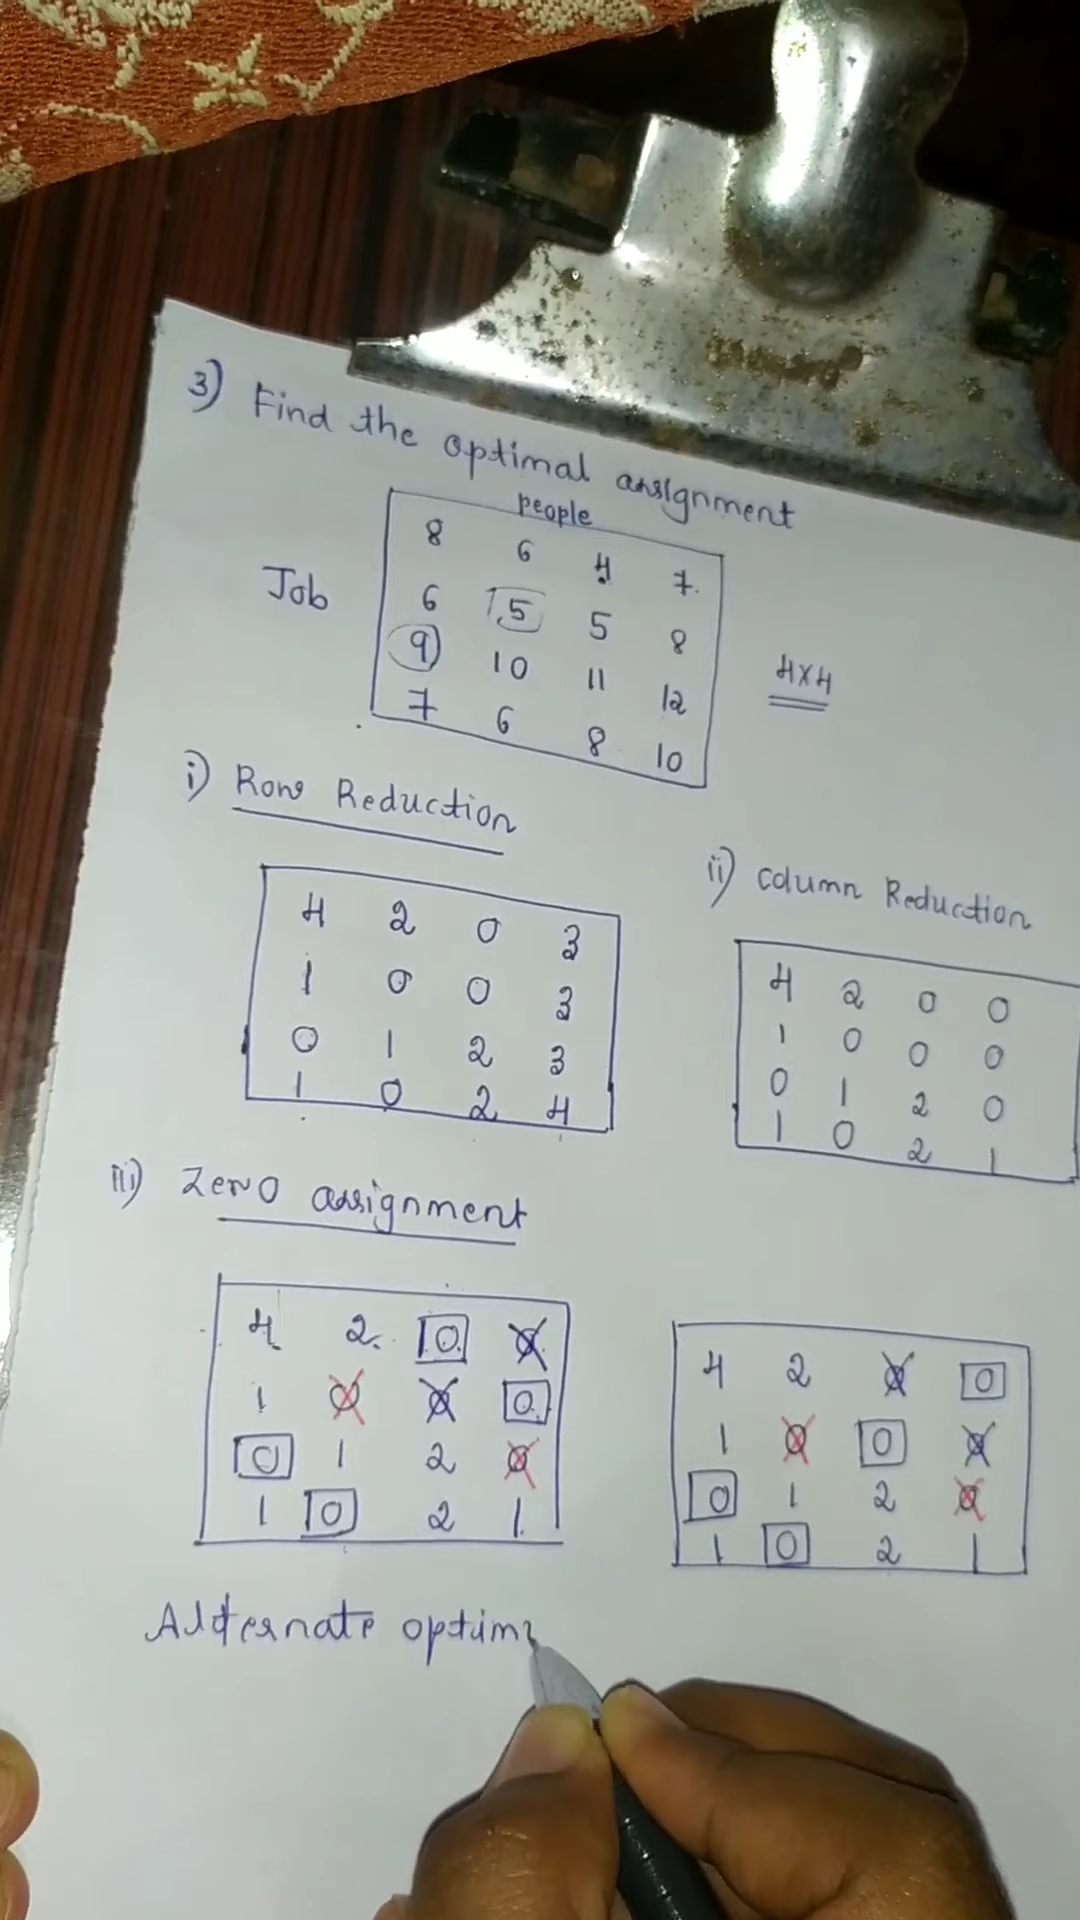 3) Find the optimal assignment
people
Job
8 6 4 7
6 5 5 8
9 10 11 12
7 6 8 10
4x4
i) Row Reduction
4 2 0 3
1 0 0 3
0 1 2 3
1 0 2 4
ii) column Reduction
4 2 0 0
1 0 0 0
0 1 2 0
1 0 2 1
iii) Zero assignment
4 2 0 0
1 0 0 0
0 1 2 0
1 0 2 1
4 2 0 0
1 0 0 0
0 1 2 0
1 0 2 1
Alternate optim